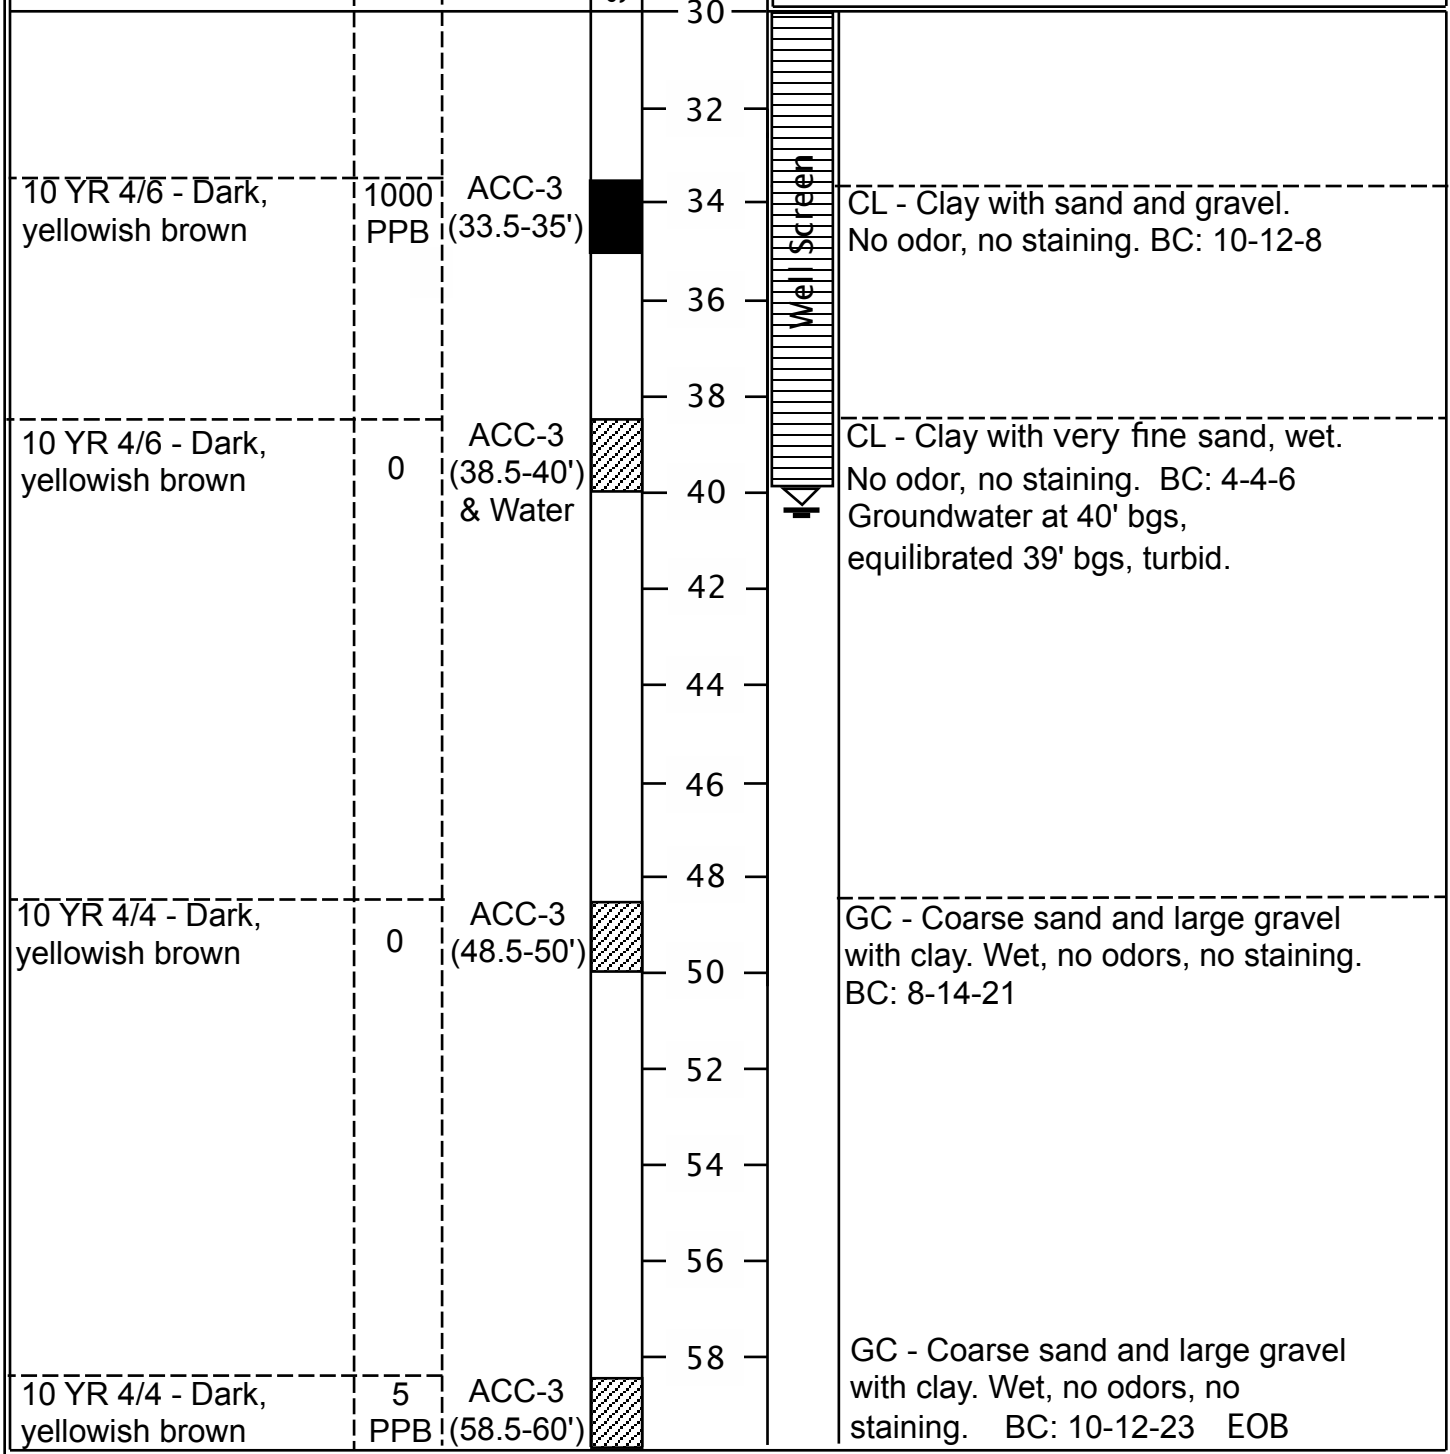 30
32
10 YR 4/6 - Dark,
yellowish brown
1000
PPB
ACC-3
(33.5-35')
34
Well Screen
CL - Clay with sand and gravel.
No odor, no staining. BC: 10-12-8
36
38
10 YR 4/6 - Dark,
yellowish brown
0
ACC-3
(38.5-40')
& Water
40
CL - Clay with very fine sand, wet.
No odor, no staining. BC: 4-4-6
Groundwater at 40' bgs,
equilibrated 39' bgs, turbid.
42
44
46
48
10 YR 4/4 - Dark,
yellowish brown
0
ACC-3
(48.5-50')
50
GC - Coarse sand and large gravel
with clay. Wet, no odors, no staining.
BC: 8-14-21
52
54
56
58
10 YR 4/4 - Dark,
yellowish brown
5
PPB
ACC-3
(58.5-60')
GC - Coarse sand and large gravel
with clay. Wet, no odors, no
staining. BC: 10-12-23 EOB